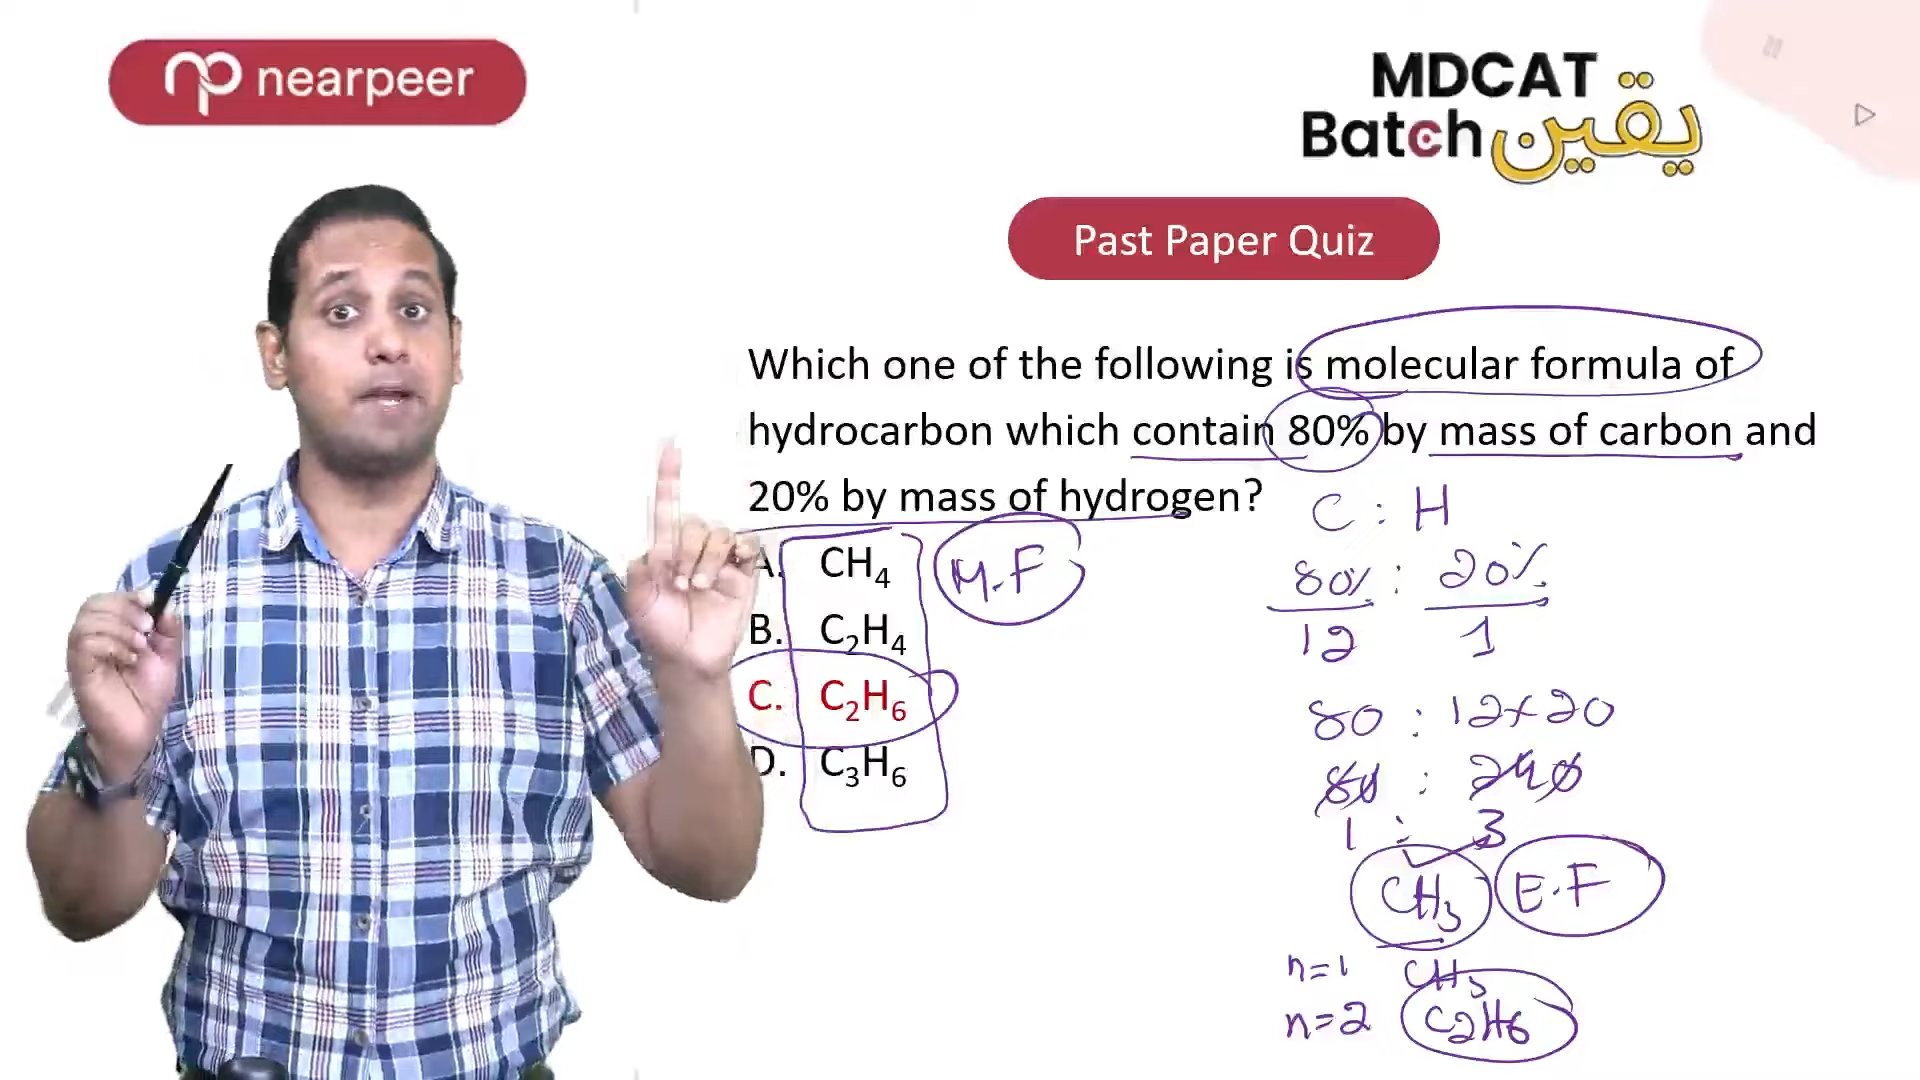 nearpeer
MDCAT
Batch يقين
Past Paper Quiz
Which one of the following is molecular formula of
hydrocarbon which contain 80% by mass of carbon and
20% by mass of hydrogen?
A. CH₄
B. C₂H₄
C. C₂H₆
D. C₃H₆
M.F
C : H
80% : 20%
12 1
80 : 12×20
80 : 240
1 : 3
CH₃ E.F
n=1 CH₃
n=2 C₂H₆